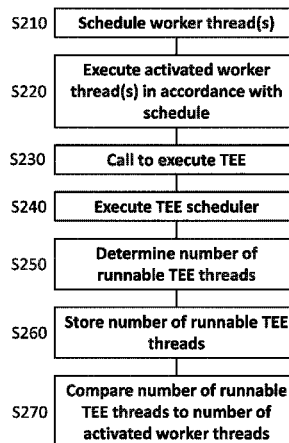 S210 Schedule worker thread(s)
Execute activated worker
S220 thread(s) in accordance with
schedule
S230 Call to execute TEE
S240 Execute TEE scheduler
S250 Determine number of
runnable TEE threads
S260 Store number of runnable TEE
threads
Compare number of runnable
S270 TEE threads to number of
activated worker threads